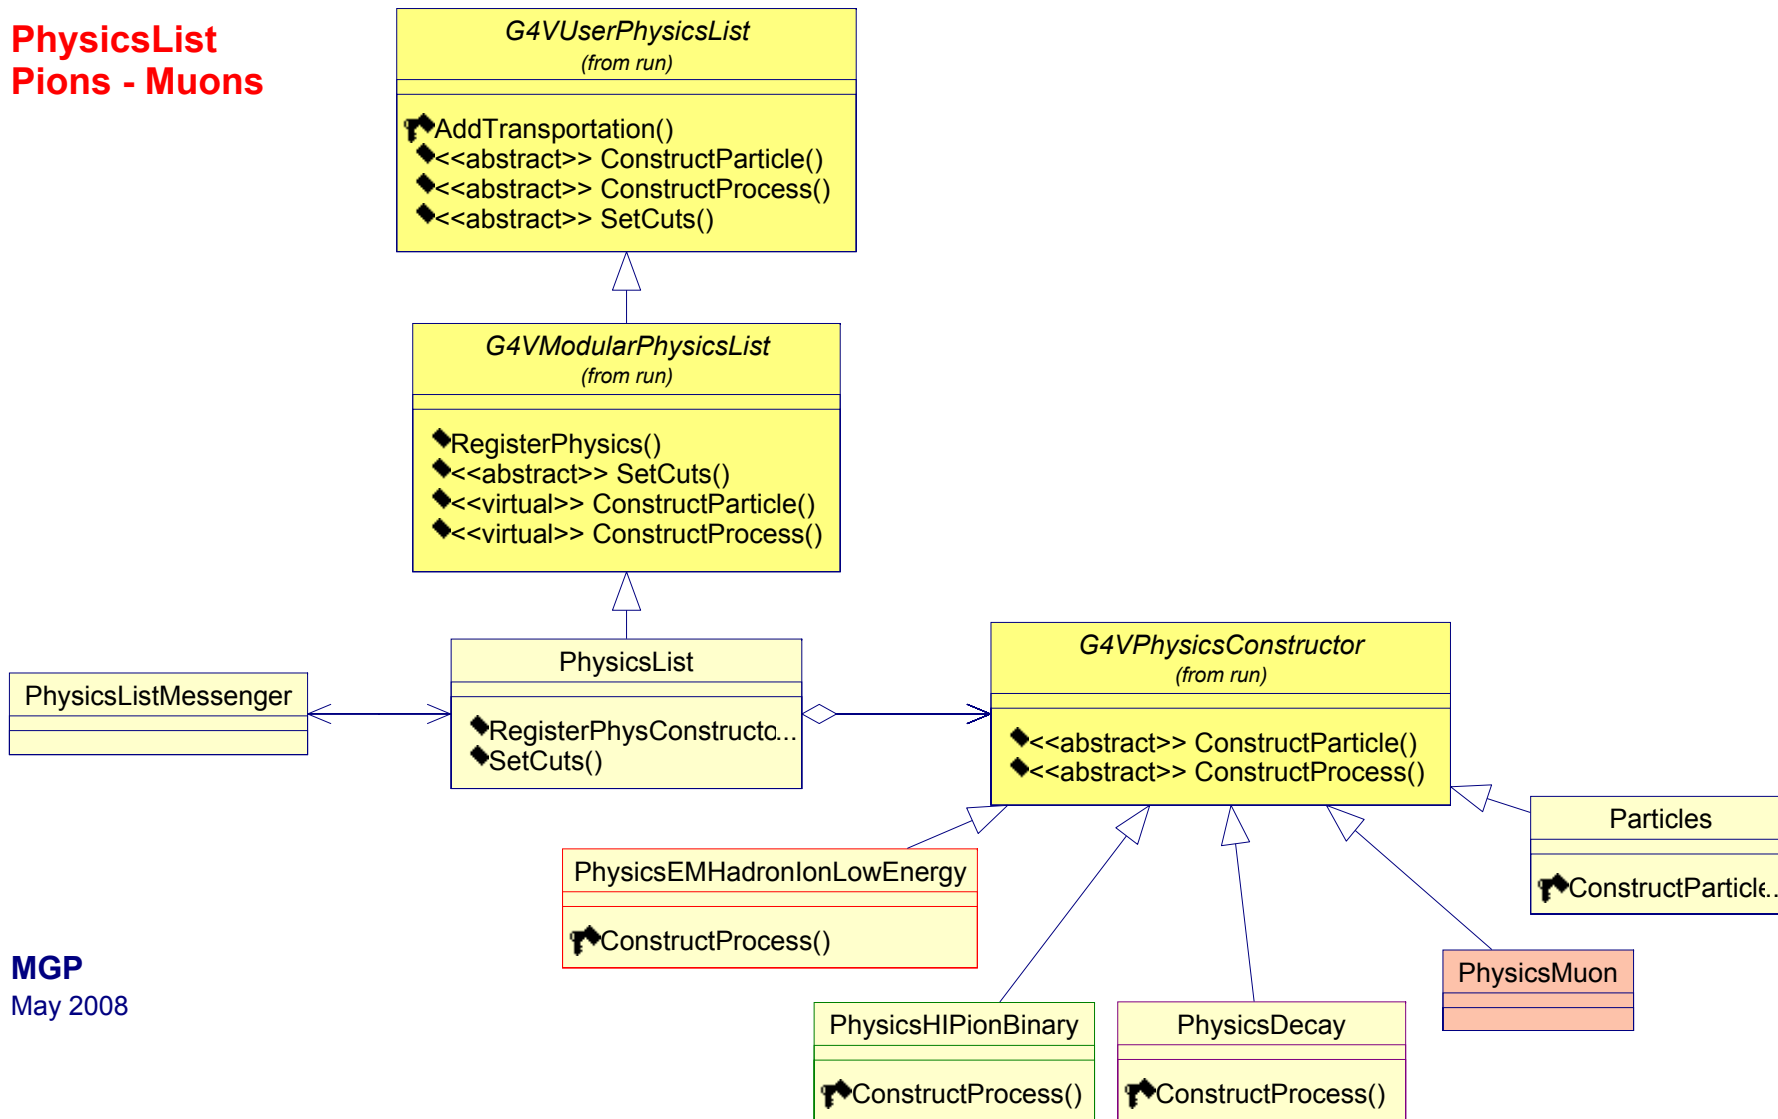 PhysicsList
Pions - Muons
G4VUserPhysicsList
(from run)
AddTransportation()
<<abstract>> ConstructParticle()
<<abstract>> ConstructProcess()
<<abstract>> SetCuts()
G4VModularPhysicsList
(from run)
RegisterPhysics()
<<abstract>> SetCuts()
<<virtual>> ConstructParticle()
<<virtual>> ConstructProcess()
PhysicsListMessenger
PhysicsList
RegisterPhysConstructo...
SetCuts()
G4VPhysicsConstructor
(from run)
<<abstract>> ConstructParticle()
<<abstract>> ConstructProcess()
Particles
ConstructParticle..
PhysicsEMHadronIonLowEnergy
ConstructProcess()
PhysicsMuon
PhysicsHIPionBinary
ConstructProcess()
PhysicsDecay
ConstructProcess()
MGP
May 2008